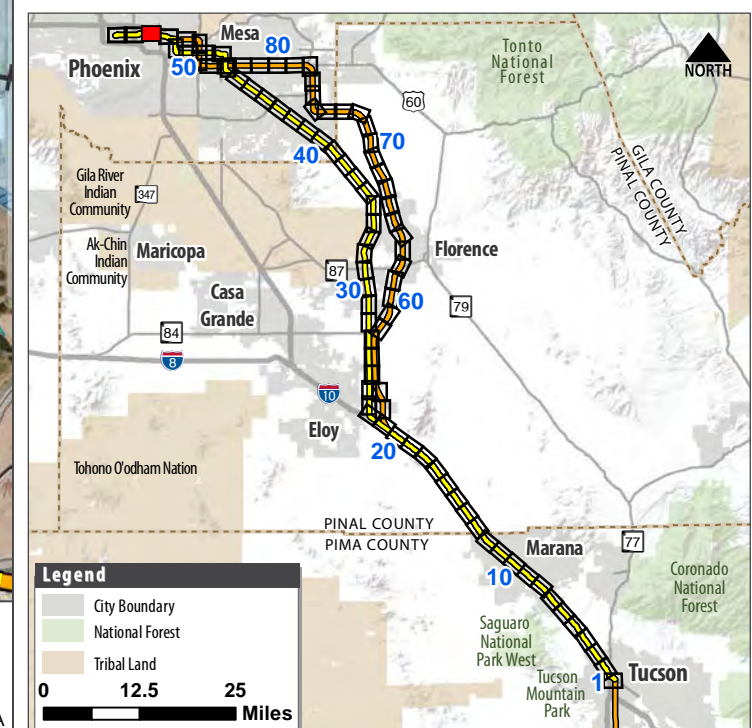 Mesa
80
Phoenix
50
Tonto
National
Forest
NORTH
60
70
40
GILA COUNTY
PINAL COUNTY
Gila River
Indian
Community
347
Ak-Chin
Indian
Community
Maricopa
Florence
87
30
Casa
Grande
60
79
84
8
10
Eloy
20
Tohono O'odham Nation
PINAL COUNTY
PIMA COUNTY
Marana
77
10
Coronado
National
Forest
Saguaro
National
Park West
Tucson
Mountain
Park
1
Tucson
Legend
City Boundary
National Forest
Tribal Land
0 12.5 25
Miles
A